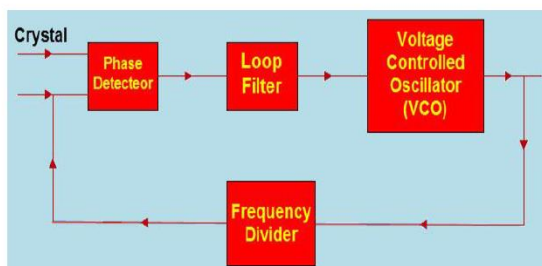 Crystal
Phase
Detecteor
Loop
Filter
Voltage
Controlled
Oscillator
(VCO)
Frequency
Divider